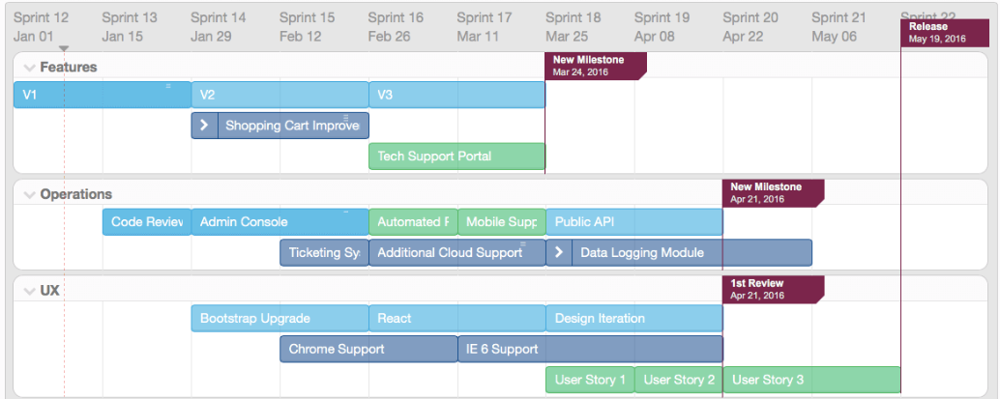 Sprint 12 Sprint 13 Sprint 14 Sprint 15 Sprint 16 Sprint 17 Sprint 18 Sprint 19 Sprint 20 Sprint 21 Sprint 22
Jan 01 Jan 15 Jan 29 Feb 12 Feb 26 Mar 11 Mar 25 Apr 08 Apr 22 May 06
Release
May 19, 2016
Features
New Milestone
Mar 24, 2016
V1 V2 V3
Shopping Cart Improve
Tech Support Portal
Operations
New Milestone
Apr 21, 2016
Code Review Admin Console Automated Mobile Supp Public API
Ticketing Sy Additional Cloud Support Data Logging Module
UX
1st Review
Apr 21, 2016
Bootstrap Upgrade React Design Iteration
Chrome Support IE 6 Support
User Story 1 User Story 2 User Story 3